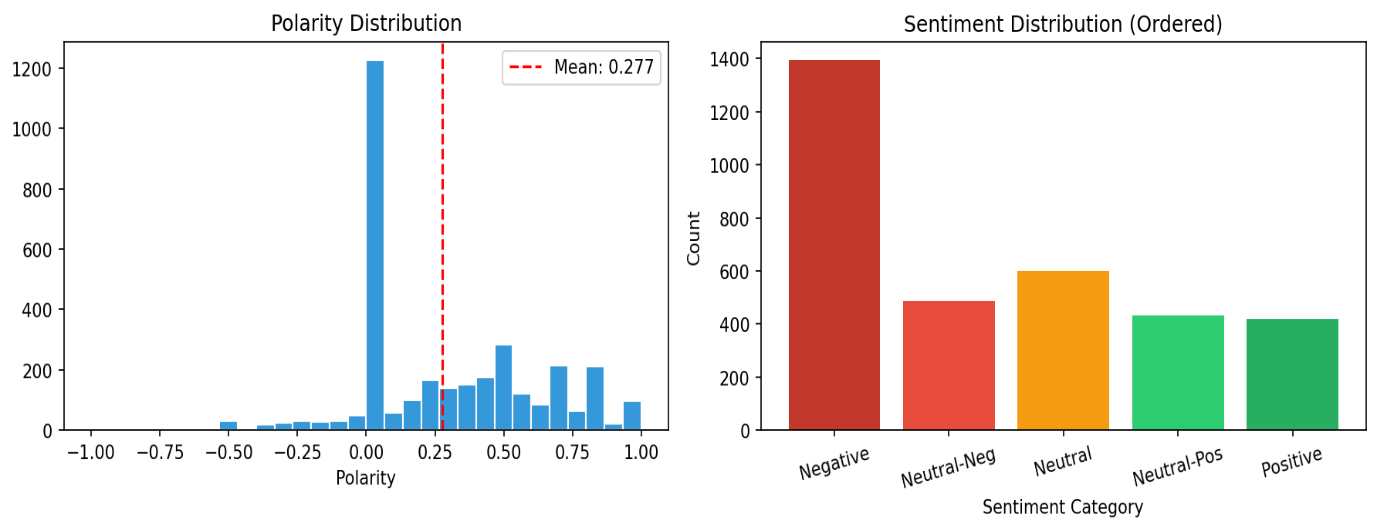 Polarity Distribution
1200
1000
800
600
400
200
0
Mean: 0.277
−1.00 −0.75 −0.50 −0.25 0.00 0.25 0.50 0.75 1.00
Polarity
Sentiment Distribution (Ordered)
Count
1400
1200
1000
800
600
400
200
0
Negative Neutral-Neg Neutral Neutral-Pos Positive
Sentiment Category